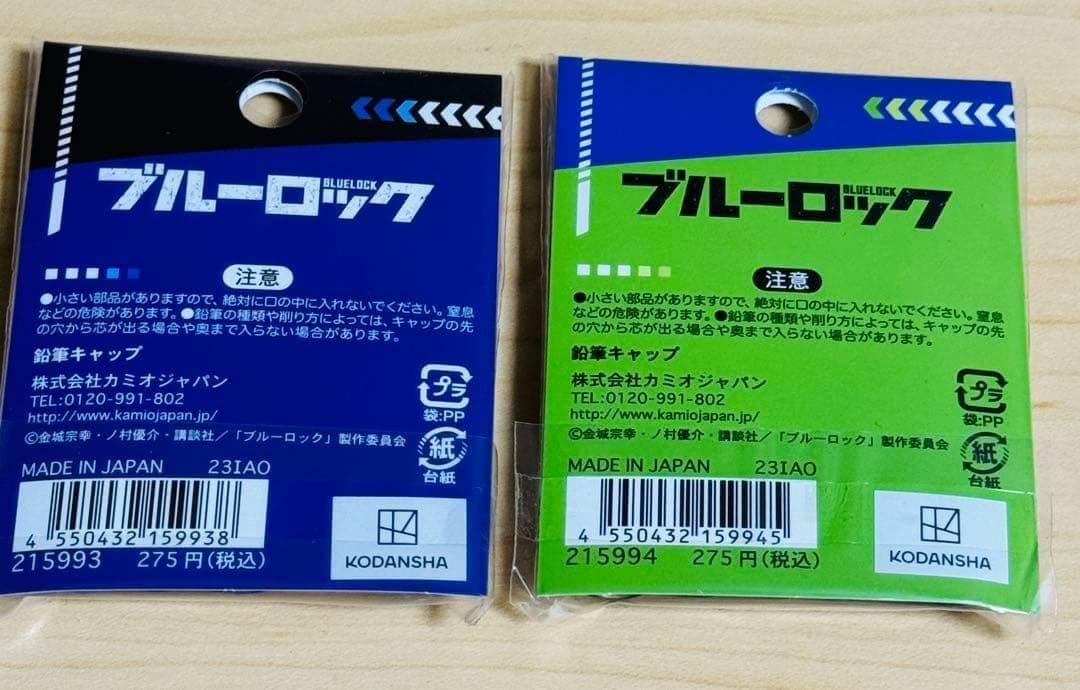 ブルーロック
BLUELOCK
注意
●小さい部品がありますので、絶対に口の中に入れないでください。窒息
などの危険があります。●鉛筆の種類や削り方によっては、キャップの先
の穴から芯が出る場合や奥まで入らない場合があります。
鉛筆キャップ
株式会社カミオジャパン
TEL:0120-991-802
http://www.kamiojapan.jp/
プラ
袋:PP
©金城宗幸・ノ村優介・講談社/「ブルーロック」製作委員会
紙
台紙
MADE IN JAPAN 23IAO
4 550432 159938
215993 275円(税込)
KODANSHA
ブルーロック
BLUELOCK
注意
●小さい部品がありますので、絶対に口の中に入れないでください。窒息
などの危険があります。●鉛筆の種類や削り方によっては、キャップの先
の穴から芯が出る場合や奥まで入らない場合があります。
鉛筆キャップ
株式会社カミオジャパン
TEL:0120-991-802
http://www.kamiojapan.jp/
プラ
袋:PP
©金城宗幸・ノ村優介・講談社/「ブルーロック」製作委員会
紙
台紙
MADE IN JAPAN 23IAO
4 550432 159945
215994 275円(税込)
KODANSHA